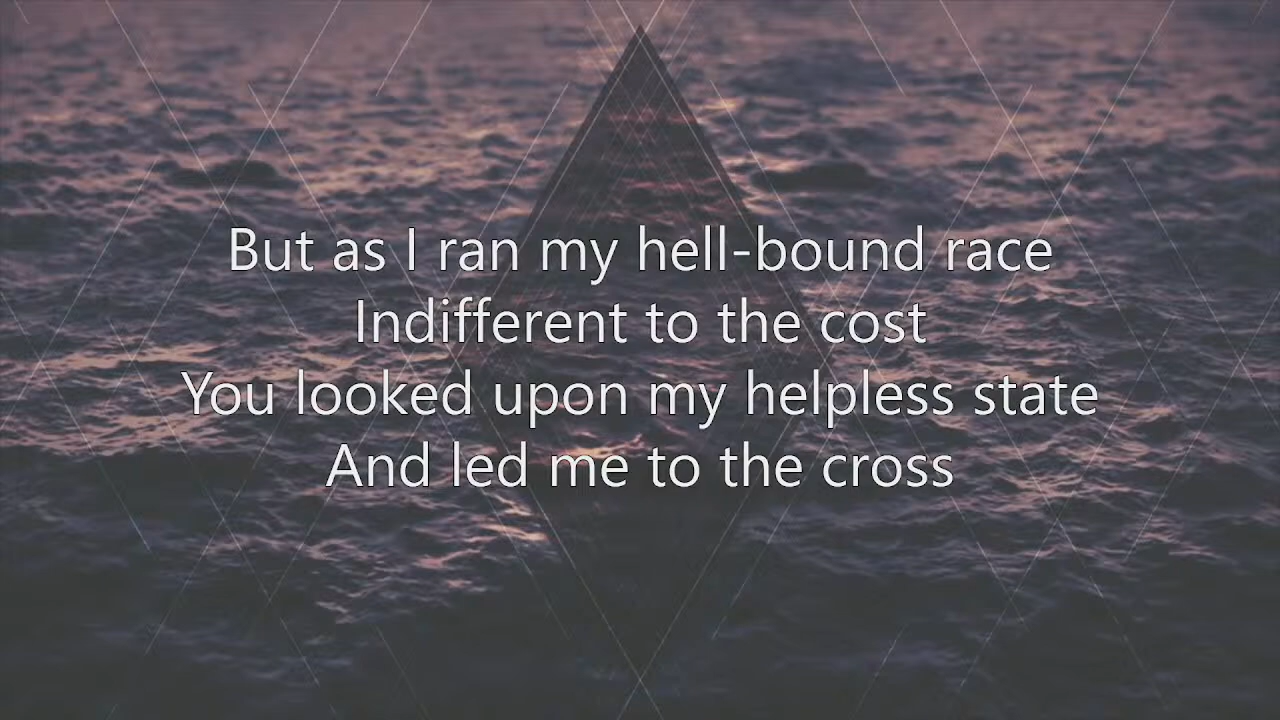 But as I ran my hell-bound race
Indifferent to the cost
You looked upon my helpless state
And led me to the cross